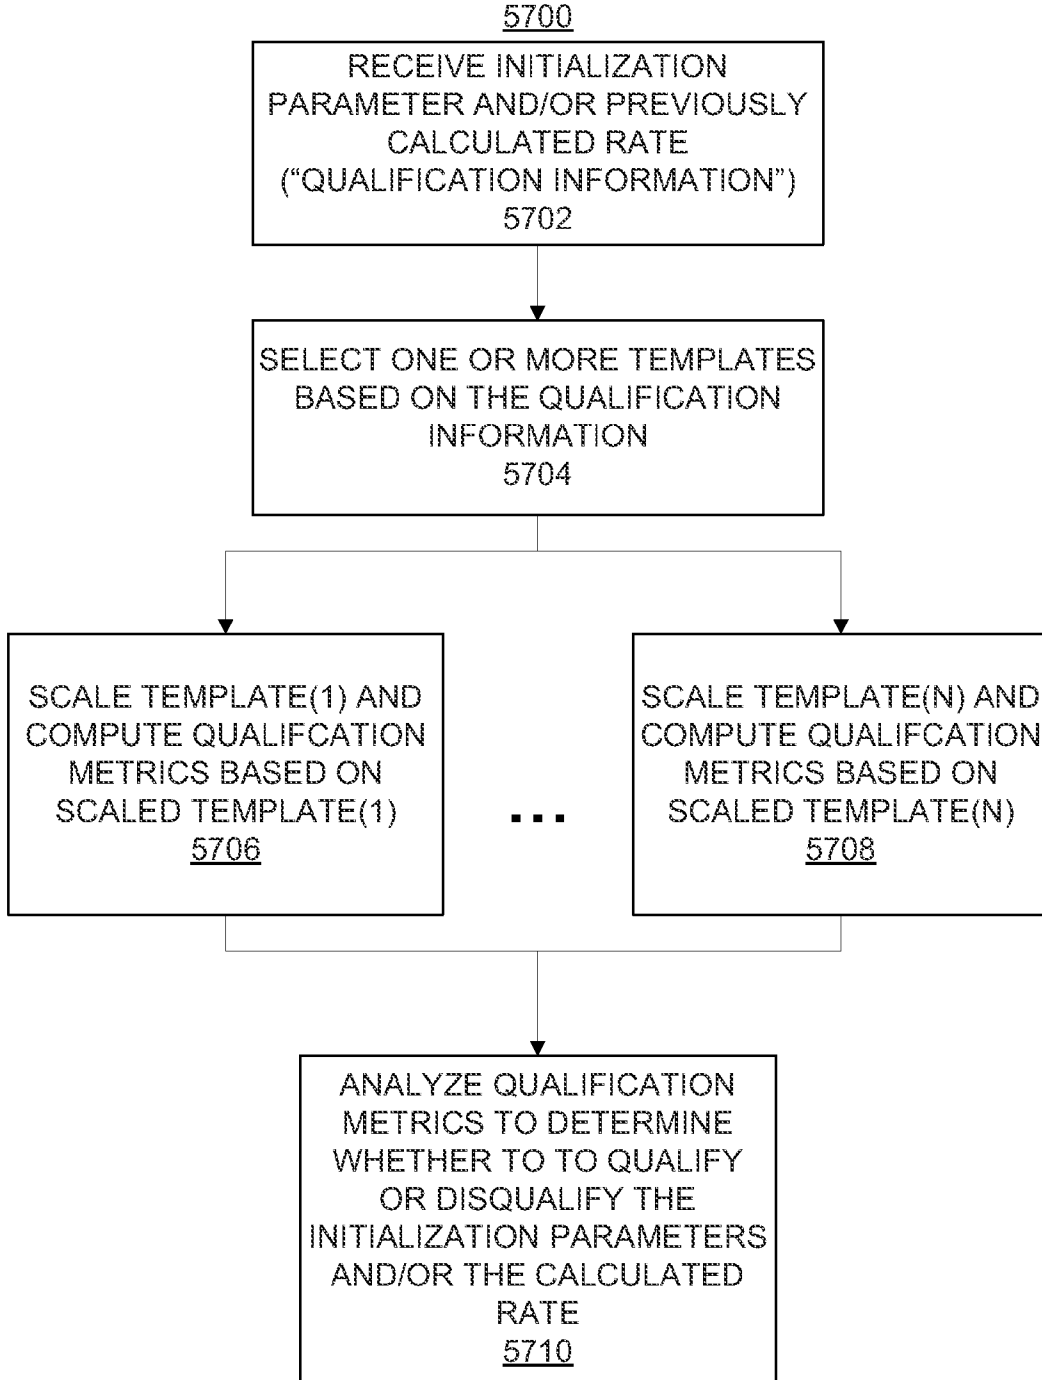 5700
RECEIVE INITIALIZATION
PARAMETER AND/OR PREVIOUSLY
CALCULATED RATE
(“QUALIFICATION INFORMATION”)
5702
SELECT ONE OR MORE TEMPLATES
BASED ON THE QUALIFICATION
INFORMATION
5704
SCALE TEMPLATE(1) AND
COMPUTE QUALIFCATION
METRICS BASED ON
SCALED TEMPLATE(1)
5706
...
SCALE TEMPLATE(N) AND
COMPUTE QUALIFCATION
METRICS BASED ON
SCALED TEMPLATE(N)
5708
ANALYZE QUALIFICATION
METRICS TO DETERMINE
WHETHER TO TO QUALIFY
OR DISQUALIFY THE
INITIALIZATION PARAMETERS
AND/OR THE CALCULATED
RATE
5710